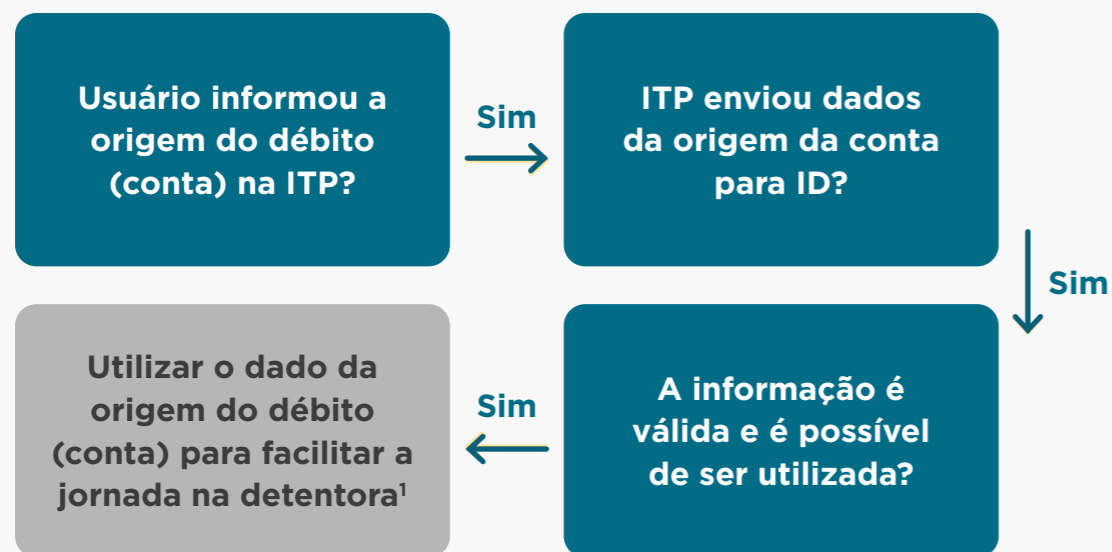 Usuário informou a
origem do débito
(conta) na ITP?
Sim
ITP enviou dados
da origem da conta
para ID?
Sim
A informação é
válida e é possível
de ser utilizada?
Sim
Utilizar o dado da
origem do débito
(conta) para facilitar a
jornada na detentora¹